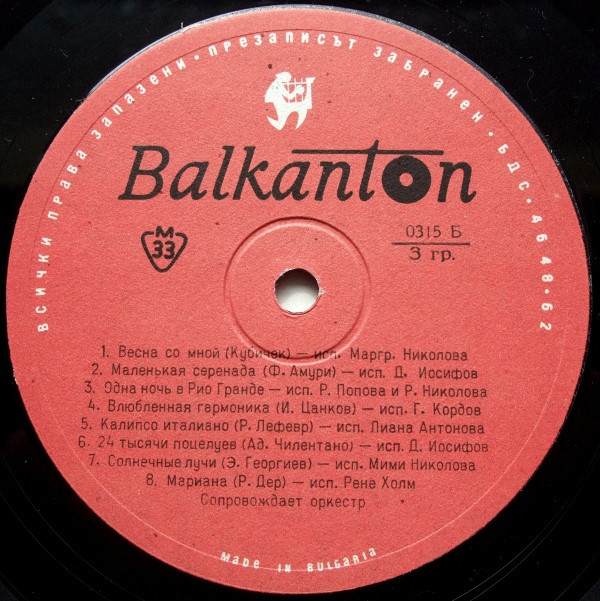 ВСИЧКИ ПРАВА ЗАПАЗЕНИ • ПРЕЗАПИСЪТ ЗАБРАНЕН • БДС • 4648-62
Balkanton
М
33
0315 Б
3 гр.
1. Весна со мной (Кубичек) — исп. Маргр. Николова
2. Маленькая серенада (Ф. Амури) — исп. Д. Иосифов
3. Одна ночь в Рио Гранде — исп. Р. Попова и Р. Николова
4. Влюбленная гармоника (И. Цанков) — исп. Г. Кордов
5. Калипсо италиано (Р. Лефевр) — исп. Лиана Антонова
6. 24 тысячи поцелуев (Ад. Чилентано) — исп. Д. Иосифов
7. Солнечные лучи (Э. Георгиев) — исп. Мими Николова
8. Мариана (Р. Дер) — исп. Рене Холм
Сопровождает оркестр
MADE IN BULGARIA